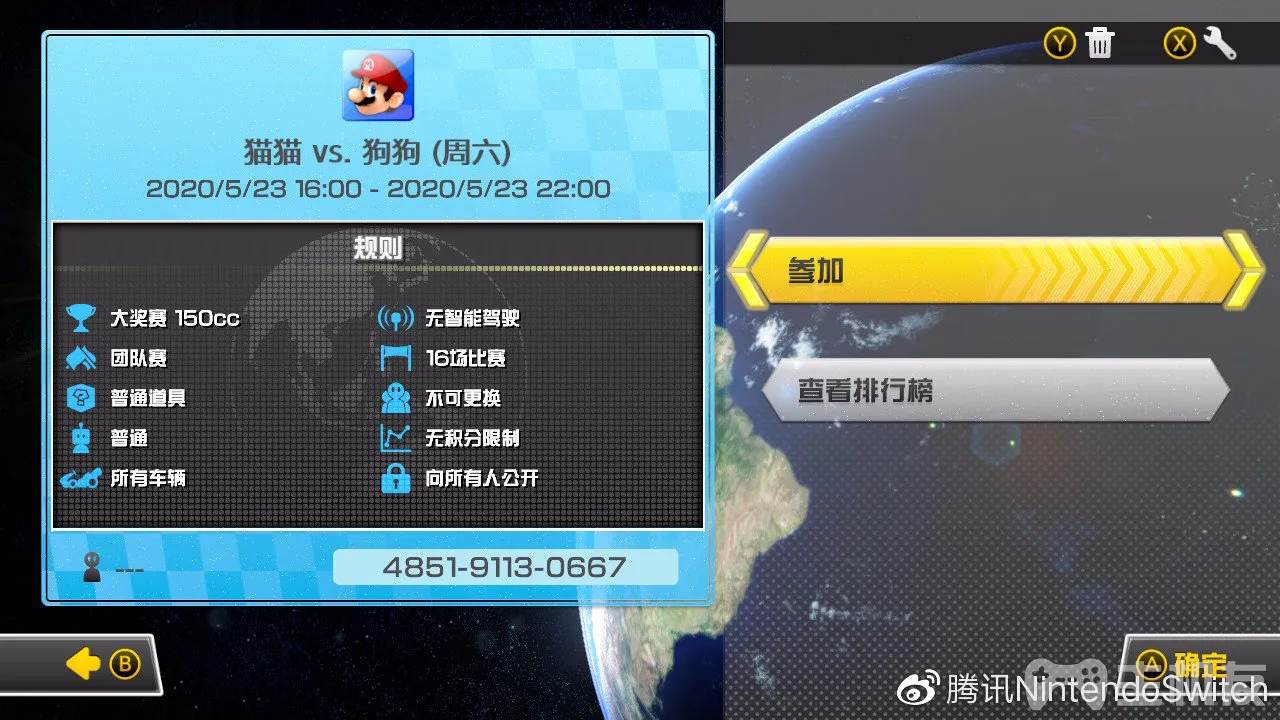 Y
X
猫猫 vs. 狗狗 (周六)
2020/5/23 16:00 - 2020/5/23 22:00
规则
大奖赛 150cc
无智能驾驶
团队赛
16场比赛
普通道具
不可更换
普通
无积分限制
所有车辆
向所有人公开
---
4851-9113-0667
参加
查看排行榜
B
A 确定
腾讯NintendoSwitch